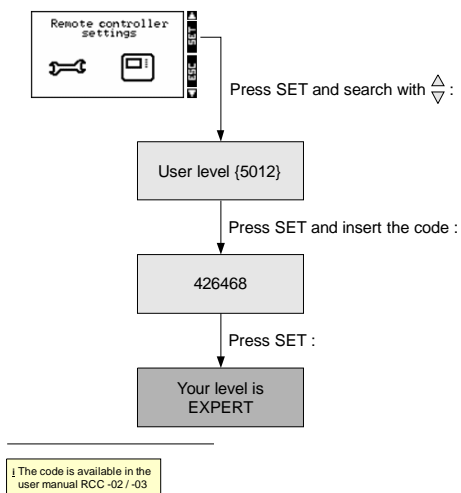 Remote controller
settings
SET
ESC
Press SET and search with △▽ :
User level {5012}
Press SET and insert the code :
426468
Press SET :
Your level is
EXPERT
i The code is available in the
user manual RCC -02 / -03